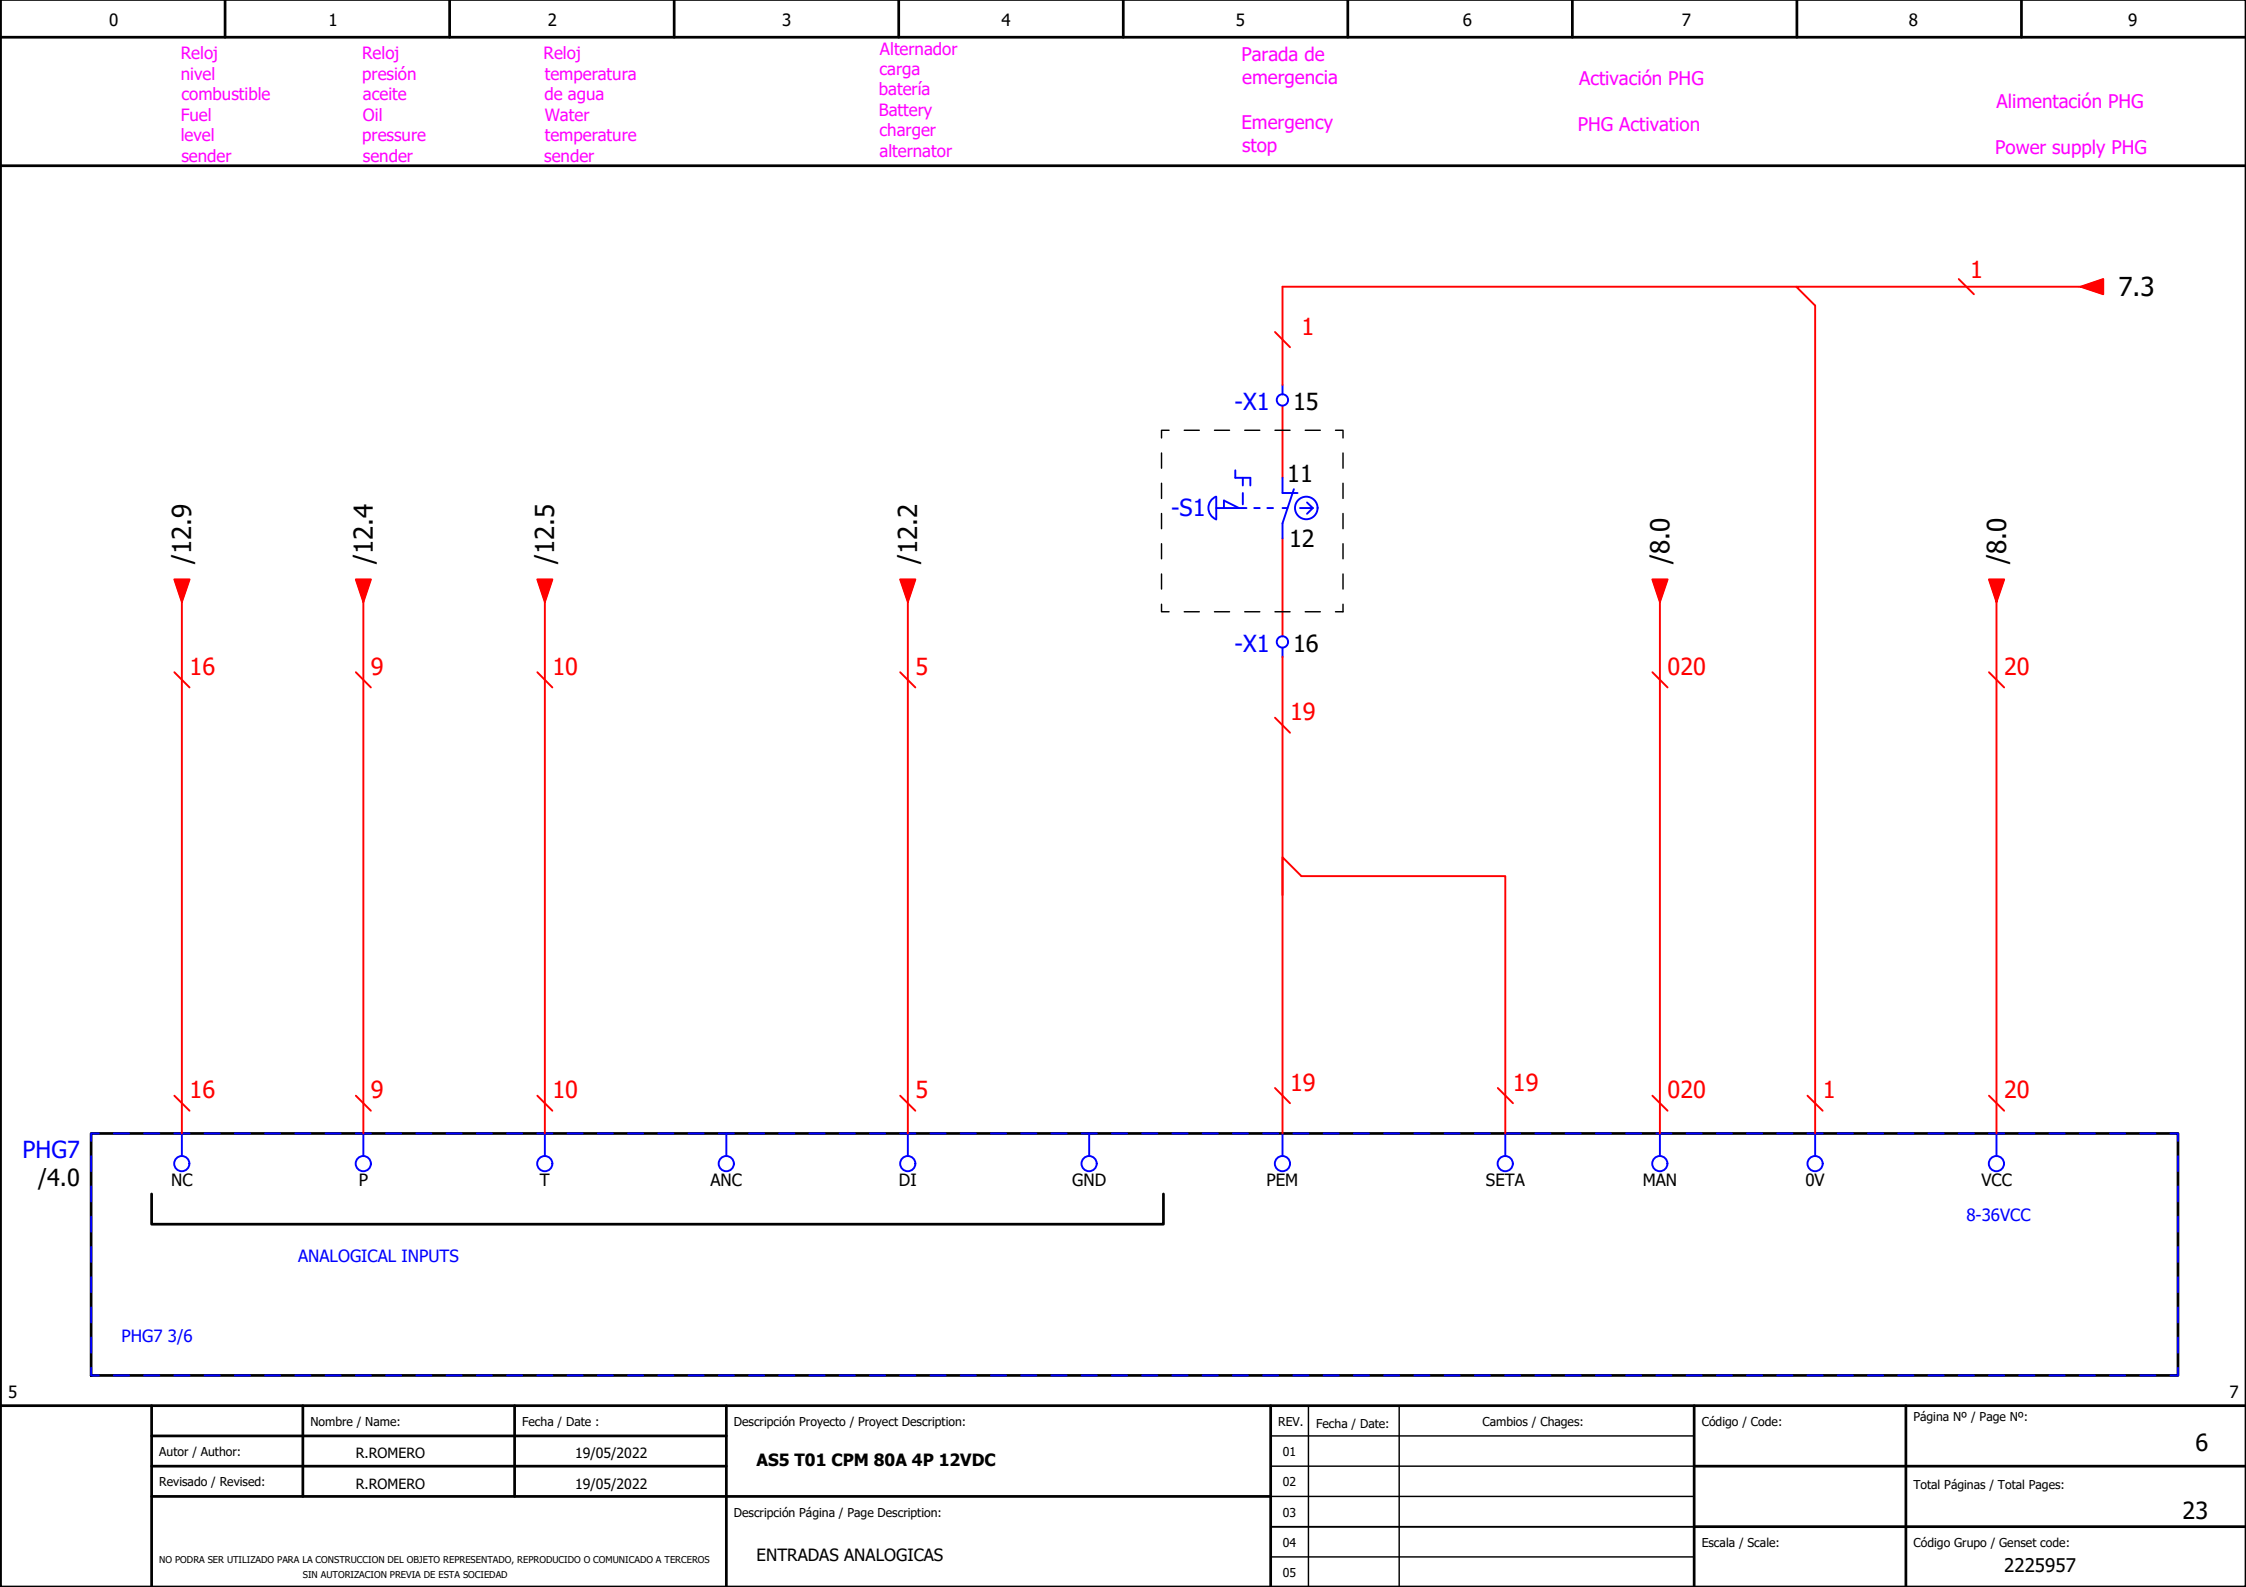 0 1 2 3 4 5 6 7 8 9
Reloj
nivel
combustible
Fuel
level
sender
Reloj
presión
aceite
Oil
pressure
sender
Reloj
temperatura
de agua
Water
temperature
sender
Alternador
carga
batería
Battery
charger
alternator
Parada de
emergencia
Emergency
stop
Activación PHG
PHG Activation
Alimentación PHG
Power supply PHG
1
7.3
1
-X1 15
11
-S1
12
-X1 16
/12.9 /12.4 /12.5 /12.2 /8.0 /8.0
16 9 10 5 020 20
19
16 9 10 5 19 19 020 1 20
PHG7
/4.0
NC P T ANC DI GND PEM SETA MAN 0V VCC
8-36VCC
ANALOGICAL INPUTS
PHG7 3/6
5
7
Nombre / Name:
Fecha / Date :
Autor / Author:
R.ROMERO
19/05/2022
Revisado / Revised:
R.ROMERO
19/05/2022
NO PODRA SER UTILIZADO PARA LA CONSTRUCCION DEL OBJETO REPRESENTADO, REPRODUCIDO O COMUNICADO A TERCEROS
SIN AUTORIZACION PREVIA DE ESTA SOCIEDAD
Descripción Proyecto / Proyect Description:
AS5 T01 CPM 80A 4P 12VDC
Descripción Página / Page Description:
ENTRADAS ANALOGICAS
REV. Fecha / Date: Cambios / Chages:
01
02
03
04
05
Código / Code:
Escala / Scale:
Página Nº / Page Nº:
6
Total Páginas / Total Pages:
23
Código Grupo / Genset code:
2225957